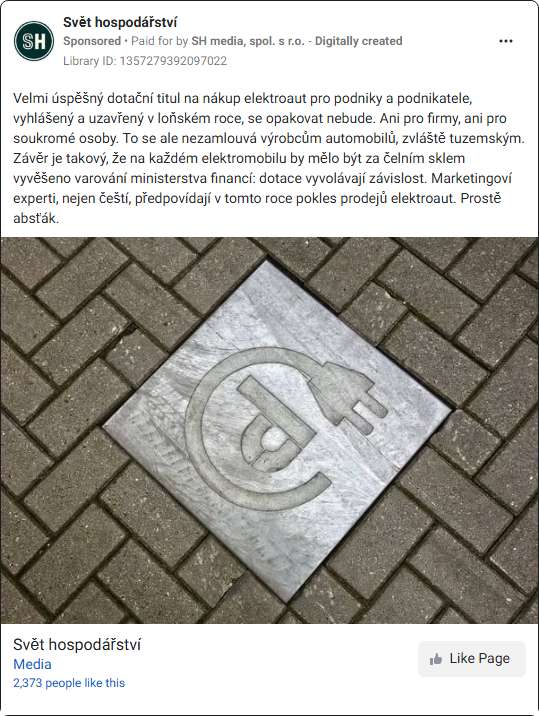 SH
Svět hospodářství
Sponsored • Paid for by SH media, spol. s r.o. - Digitally created
Library ID: 1357279392097022
Velmi úspěšný dotační titul na nákup elektroaut pro podniky a podnikatele,
vyhlášený a uzavřený v loňském roce, se opakovat nebude. Ani pro firmy, ani pro
soukromé osoby. To se ale nezamlouvá výrobcům automobilů, zvláště tuzemským.
Závěr je takový, že na každém elektromobilu by mělo být za čelním sklem
vyvěšeno varování ministerstva financí: dotace vyvolávají závislost. Marketingoví
experti, nejen čeští, předpovídají v tomto roce pokles prodejů elektroaut. Prostě
absťák.
Svět hospodářství
Media
2,373 people like this
Like Page